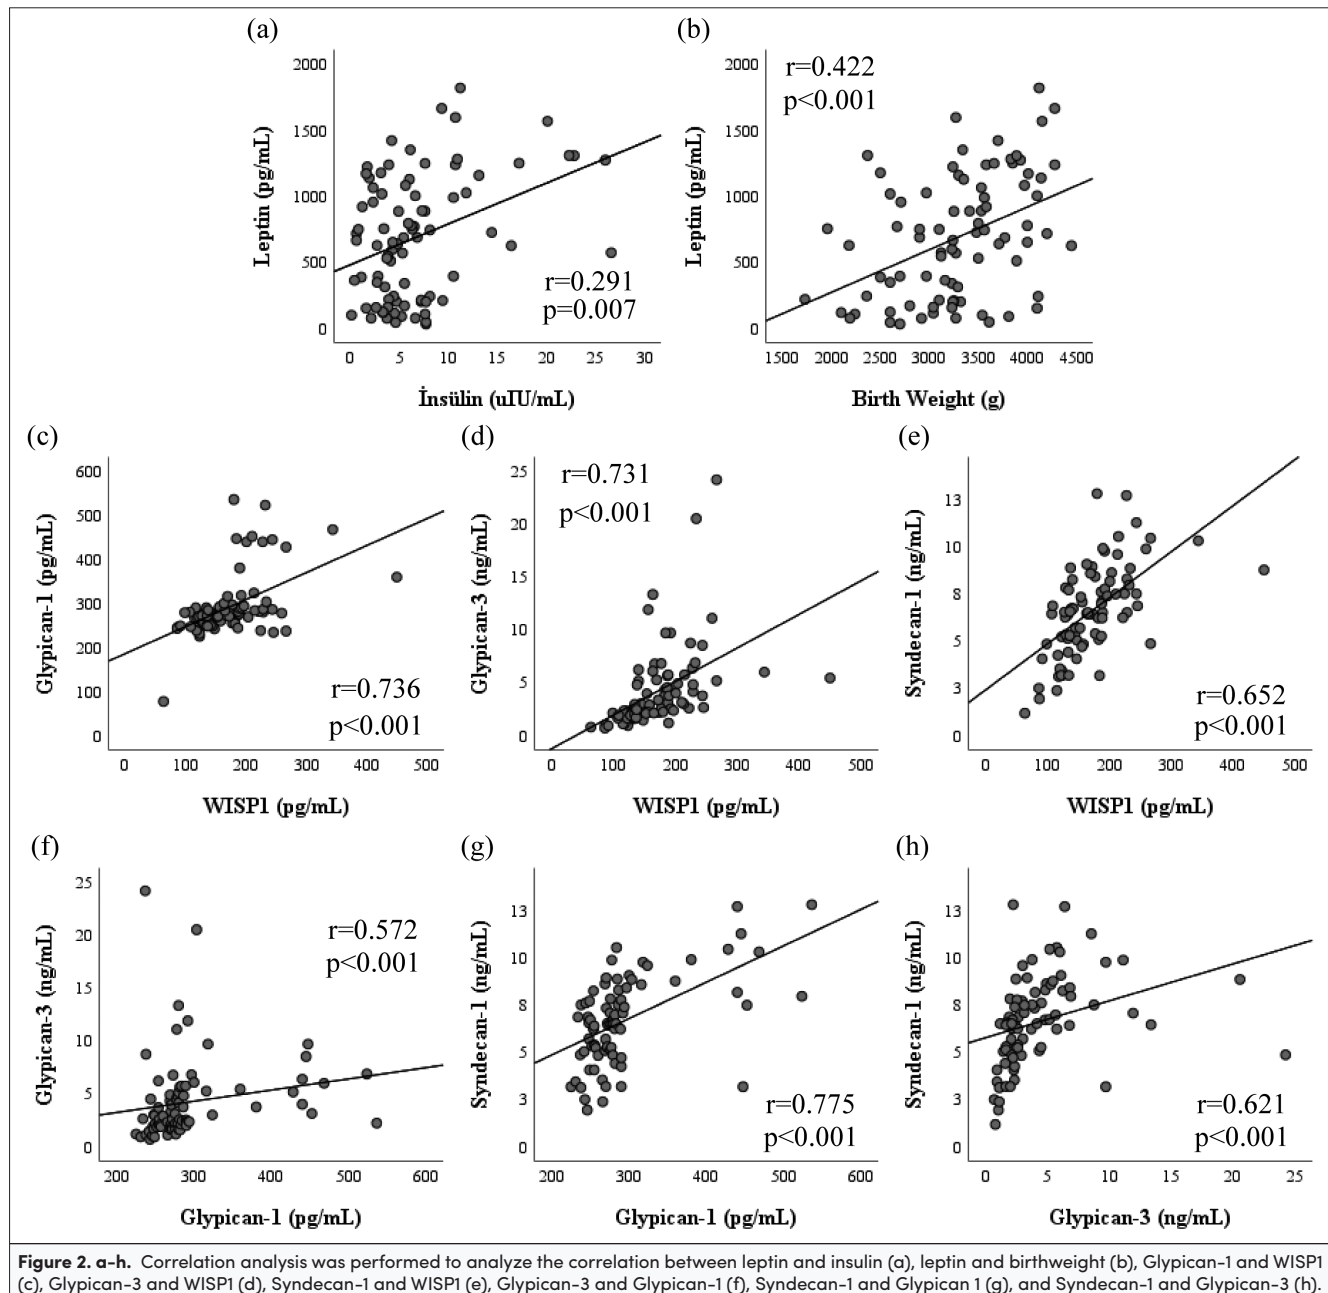 (a)
2000
1500
1000
500
0
Leptin (pg/mL)
r=0.291
p=0.007
0 5 10 15 20 25 30
İnsülin (uIU/mL)
(b)
2000
1500
1000
500
0
Leptin (pg/mL)
r=0.422
p<0.001
1500 2000 2500 3000 3500 4000 4500
Birth Weight (g)
(c)
600
500
400
300
200
100
0
Glypican-1 (pg/mL)
r=0.736
p<0.001
0 100 200 300 400 500
WISP1 (pg/mL)
(d)
25
20
15
10
5
0
Glypican-3 (ng/mL)
r=0.731
p<0.001
0 100 200 300 400 500
WISP1 (pg/mL)
(e)
13
10
8
5
3
0
Syndecan-1 (ng/mL)
r=0.652
p<0.001
0 100 200 300 400 500
WISP1 (pg/mL)
(f)
25
20
15
10
5
0
Glypican-3 (ng/mL)
r=0.572
p<0.001
200 300 400 500 600
Glypican-1 (pg/mL)
(g)
13
10
8
5
3
0
Syndecan-1 (ng/mL)
r=0.775
p<0.001
200 300 400 500 600
Glypican-1 (pg/mL)
(h)
13
10
8
5
3
0
Syndecan-1 (ng/mL)
r=0.621
p<0.001
0 5 10 15 20 25
Glypican-3 (ng/mL)
Figure 2. a-h. Correlation analysis was performed to analyze the correlation between leptin and insulin (a), leptin and birthweight (b), Glypican-1 and WISP1
(c), Glypican-3 and WISP1 (d), Syndecan-1 and WISP1 (e), Glypican-3 and Glypican-1 (f), Syndecan-1 and Glypican 1 (g), and Syndecan-1 and Glypican-3 (h).